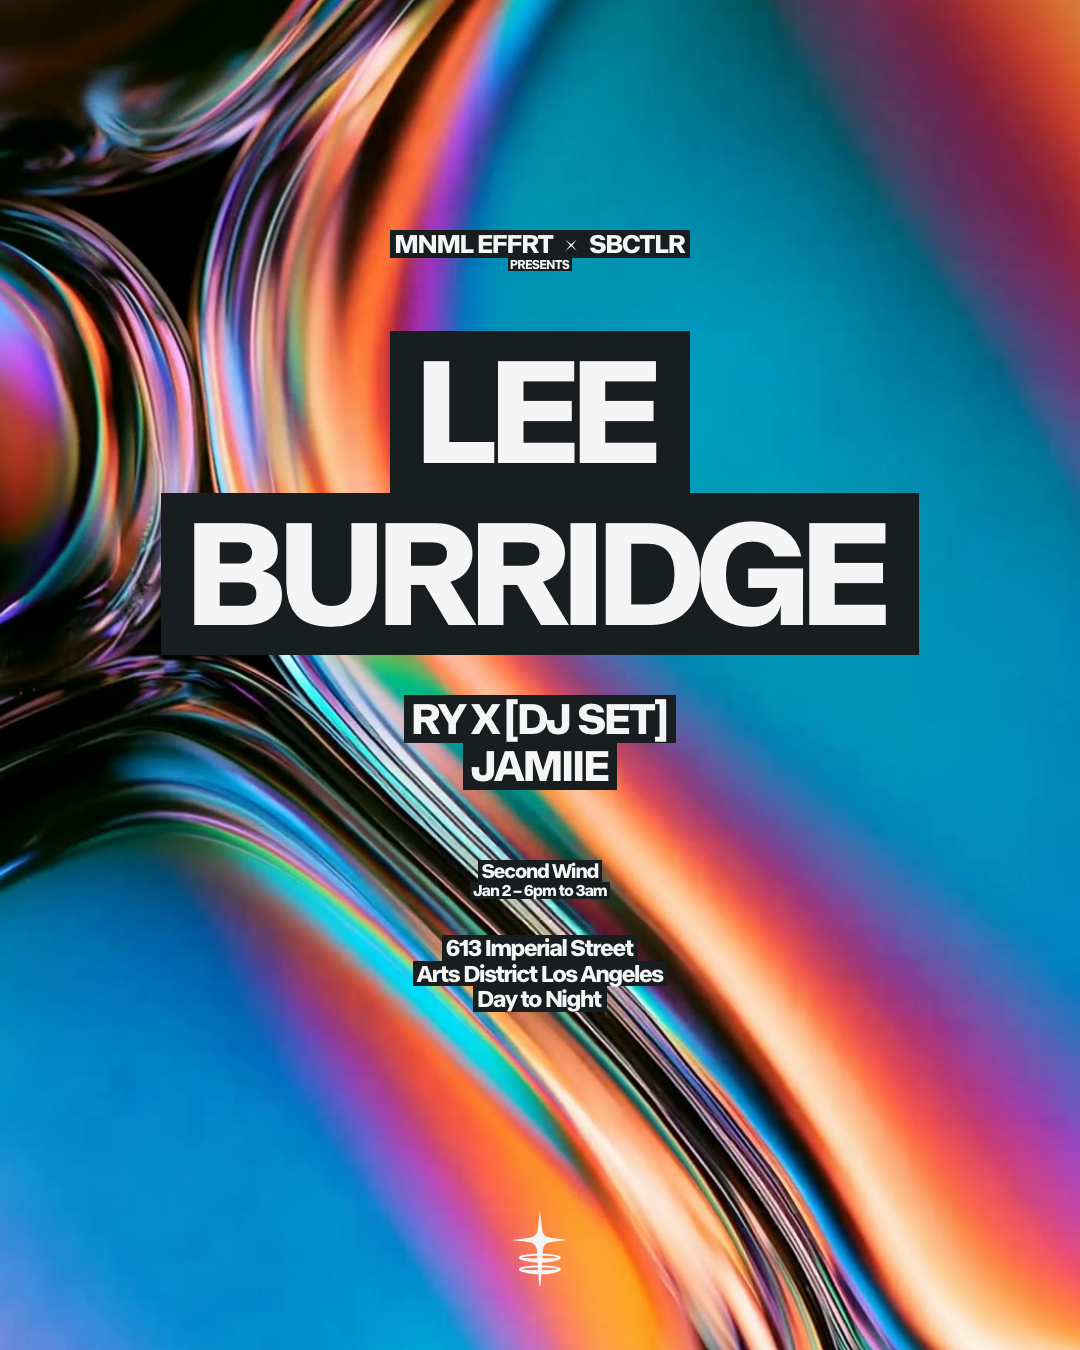 MNML EFFRT × SBCTLR
PRESENTS
LEE
BURRIDGE
RY X [DJ SET]
JAMIIE
Second Wind
Jan 2 – 6pm to 3am
613 Imperial Street
Arts District Los Angeles
Day to Night